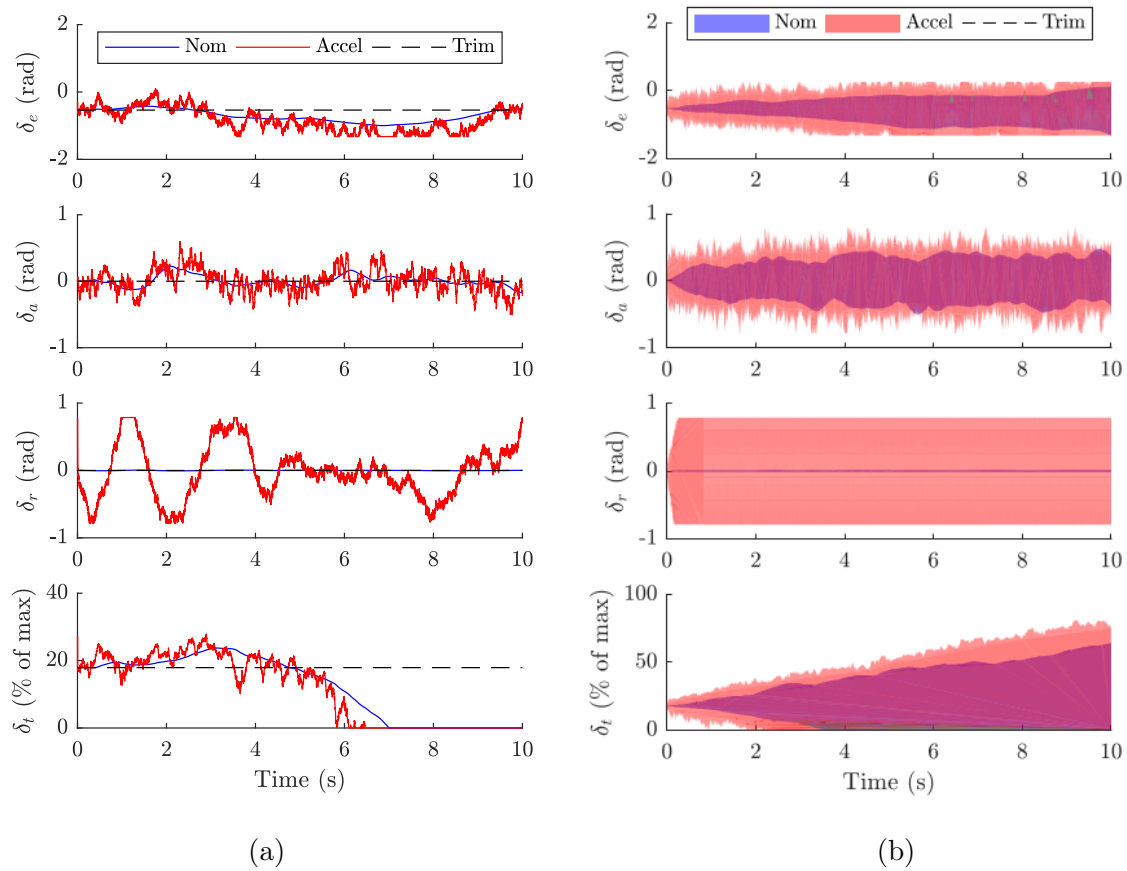 2
Nom Accel Trim
0
-2
δe (rad)
0 2 4 6 8 10
1
0
-1
δa (rad)
0 2 4 6 8 10
1
0
-1
δr (rad)
0 2 4 6 8 10
40
20
0
δt (% of max)
0 2 4 6 8 10
Time (s)
(a)
2
Nom Accel Trim
0
-2
δe (rad)
0 2 4 6 8 10
1
0
-1
δa (rad)
0 2 4 6 8 10
1
0
-1
δr (rad)
0 2 4 6 8 10
100
50
0
δt (% of max)
0 2 4 6 8 10
Time (s)
(b)